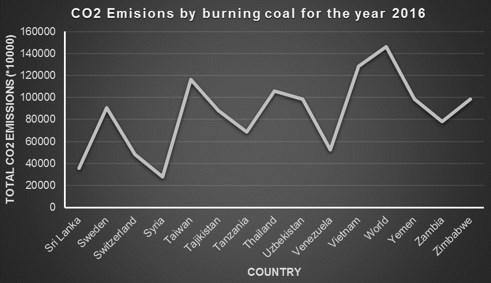 CO2 Emisions by burning coal for the year 2016
TOTAL CO2 EMISSIONS (*10000)
160000
140000
120000
100000
80000
60000
40000
20000
0
Sri Lanka
Sweden
Switzerland
Syria
Taiwan
Tajikistan
Tanzania
Thailand
Uzbekistan
Venezuela
Vietnam
World
Yemen
Zambia
Zimbabwe
COUNTRY